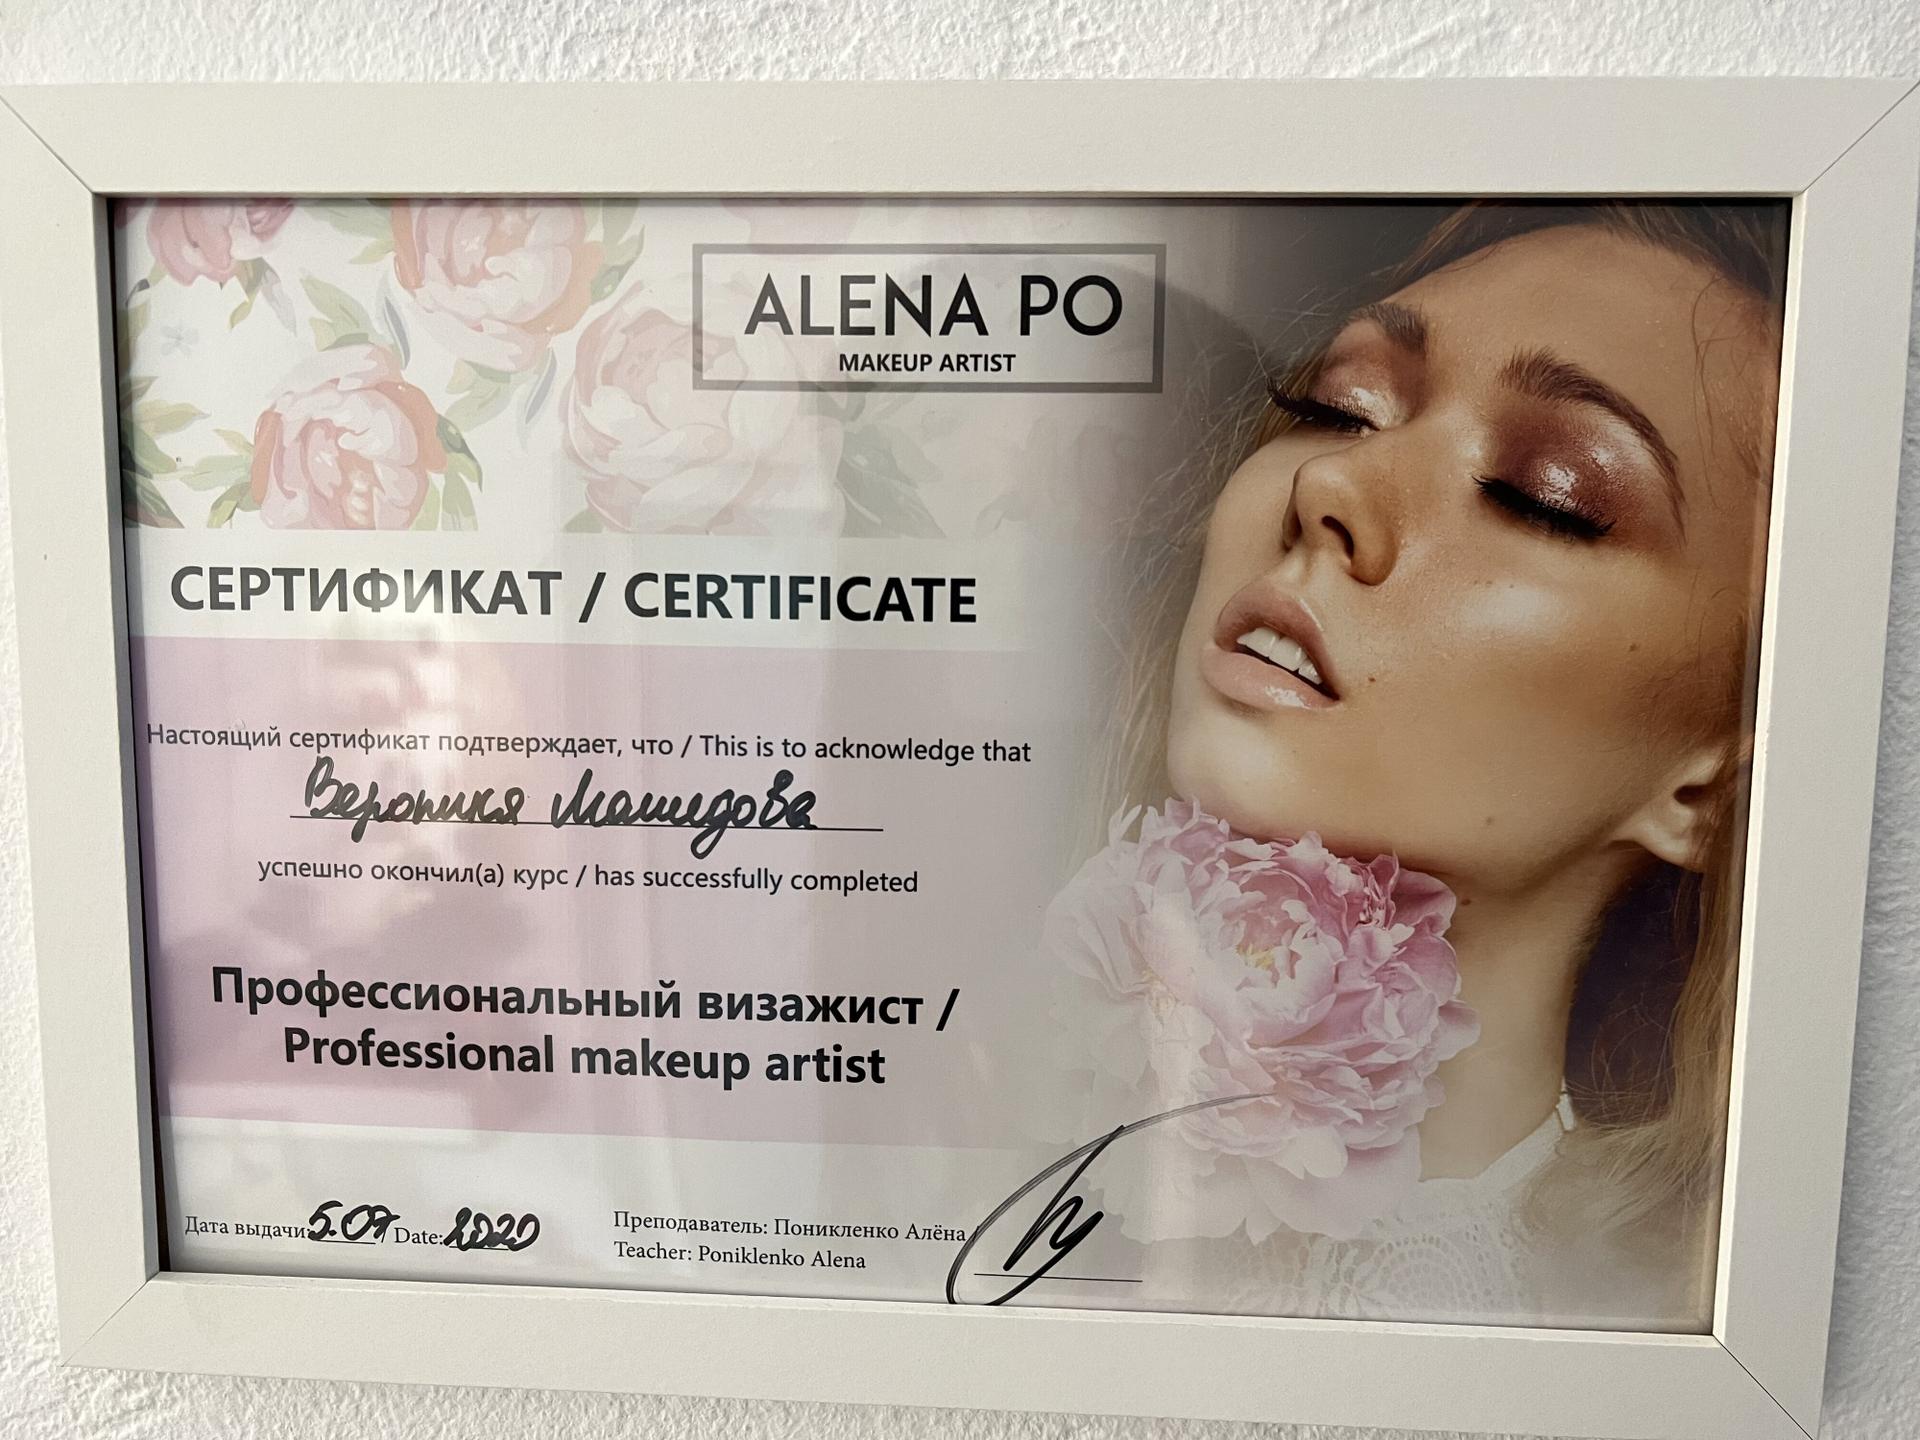 ALENA PO
MAKEUP ARTIST
СЕРТИФИКАТ / CERTIFICATE
Настоящий сертификат подтверждает, что / This is to acknowledge that
Вероника
успешно окончил(а) курс / has successfully completed
Профессиональный визажист /
Professional makeup artist
Дата выдачи: 5.07 / Date: 2020
Преподаватель: Поникленко Алёна /
Teacher: Poniklenko Alena